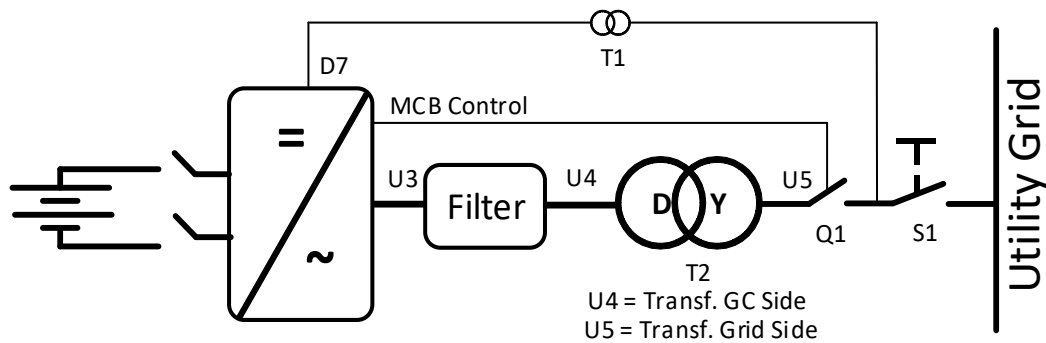 T1
D7
MCB Control
=
U3
Filter
U4
D Y
U5
Q1
S1
~
T2
U4 = Transf. GC Side
U5 = Transf. Grid Side
Utility Grid